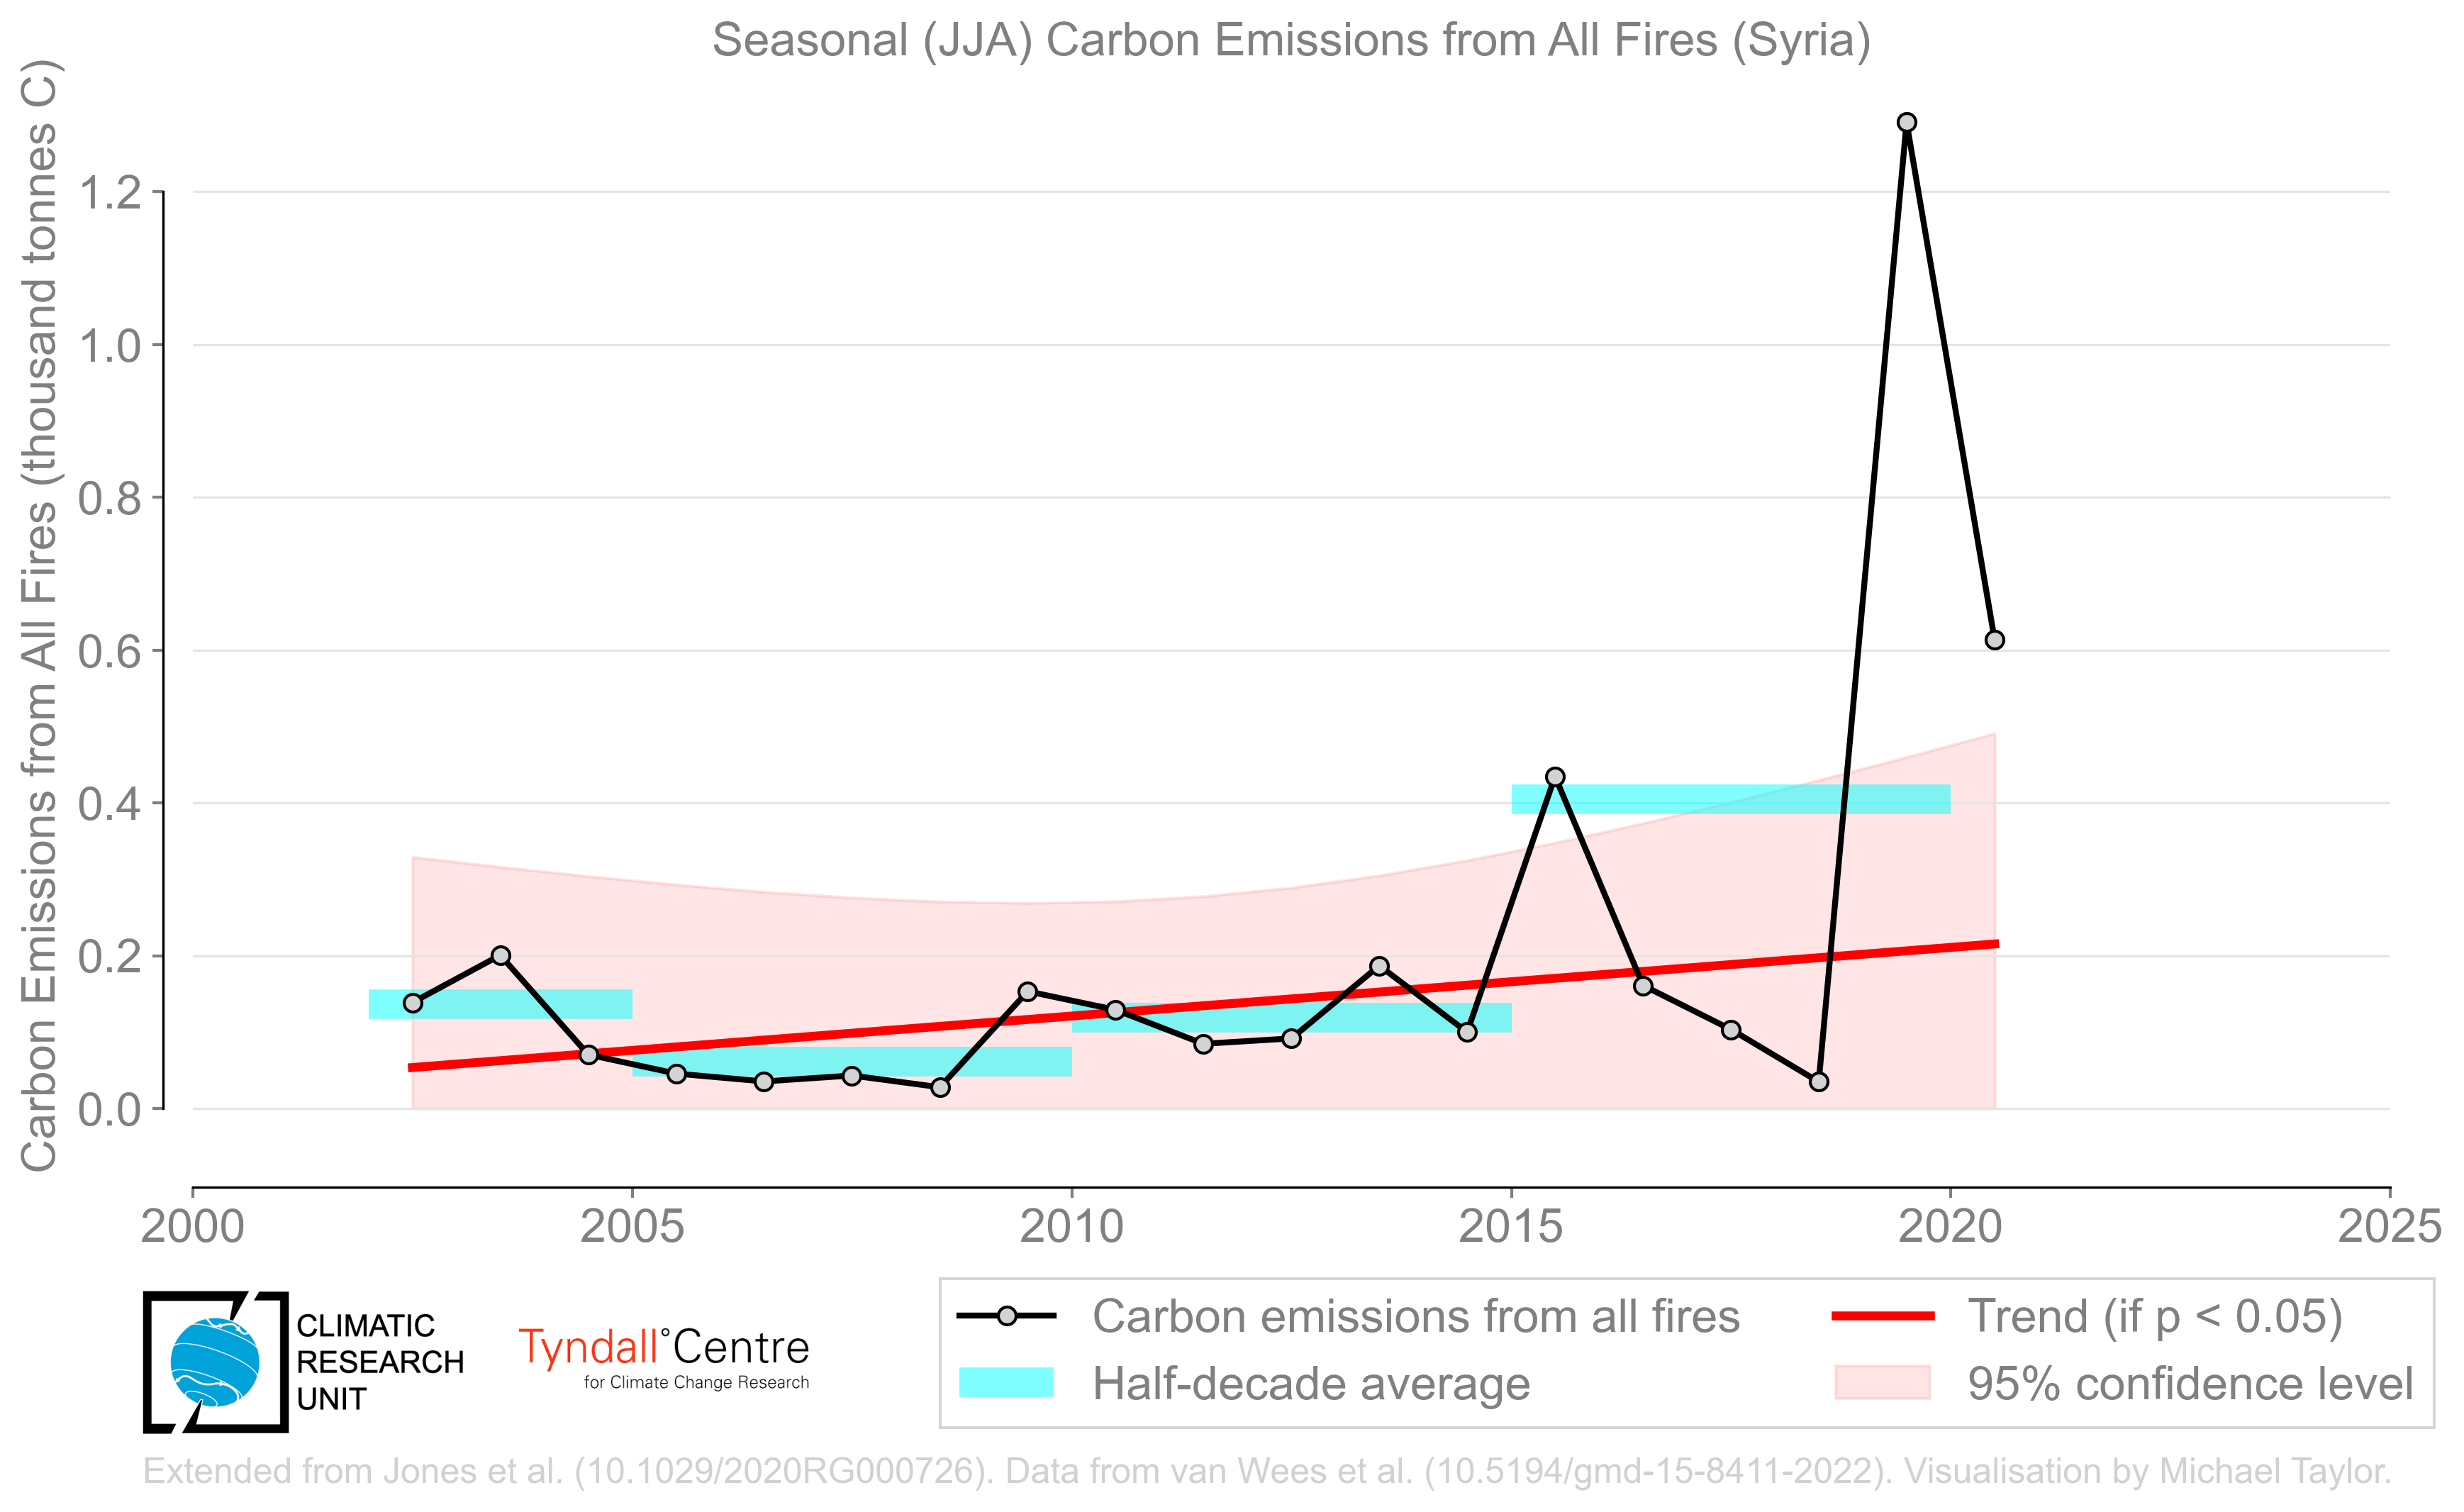 Seasonal (JJA) Carbon Emissions from All Fires (Syria)
Carbon Emissions from All Fires (thousand tonnes C)
1.2
1.0
0.8
0.6
0.4
0.2
0.0
2000 2005 2010 2015 2020 2025
CLIMATIC
RESEARCH
UNIT
Tyndall°Centre
for Climate Change Research
Carbon emissions from all fires
Half-decade average
Trend (if p < 0.05)
95% confidence level
Extended from Jones et al. (10.1029/2020RG000726). Data from van Wees et al. (10.5194/gmd-15-8411-2022). Visualisation by Michael Taylor.